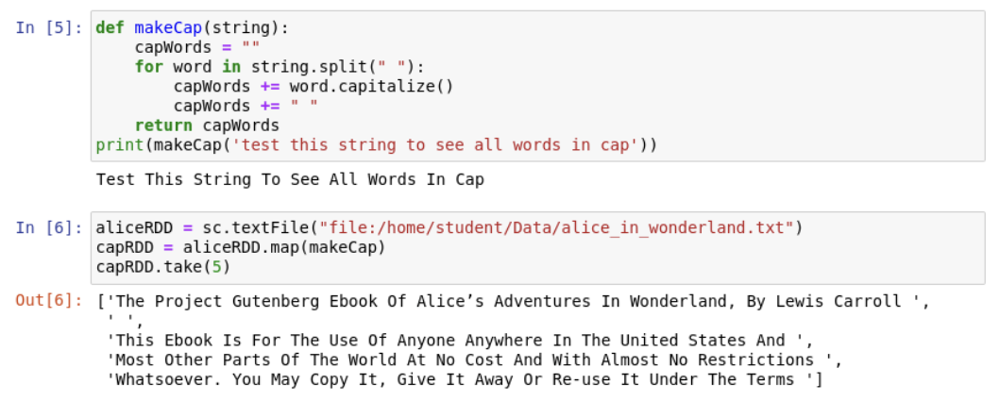 In [5]: def makeCap(string):
    capWords = ""
    for word in string.split(" "):
        capWords += word.capitalize()
        capWords += " "
    return capWords
print(makeCap('test this string to see all words in cap'))
Test This String To See All Words In Cap
In [6]: aliceRDD = sc.textFile("file:/home/student/Data/alice_in_wonderland.txt")
capRDD = aliceRDD.map(makeCap)
capRDD.take(5)
Out[6]: ['The Project Gutenberg Ebook Of Alice’s Adventures In Wonderland, By Lewis Carroll ',
' ',
'This Ebook Is For The Use Of Anyone Anywhere In The United States And ',
'Most Other Parts Of The World At No Cost And With Almost No Restrictions ',
'Whatsoever. You May Copy It, Give It Away Or Re-use It Under The Terms ']